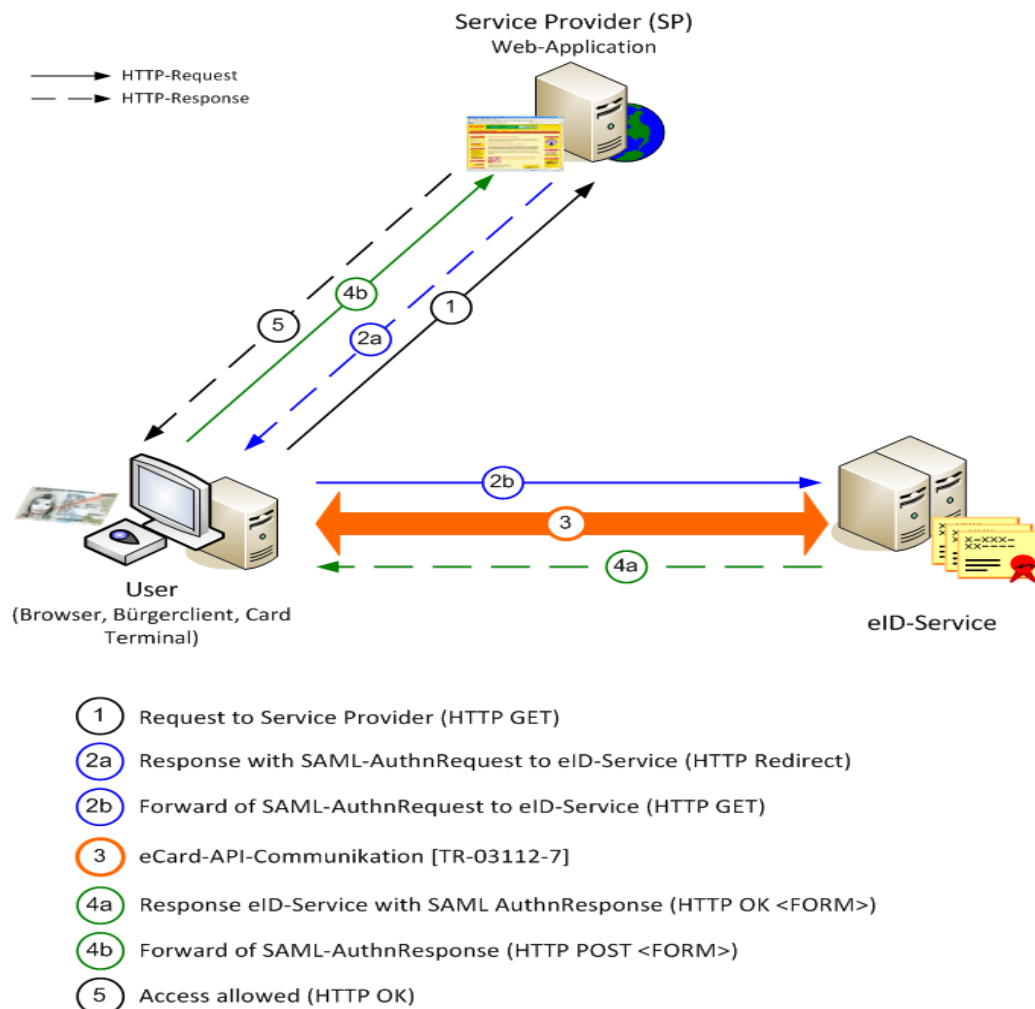 Service Provider (SP)
Web-Application
HTTP-Request
HTTP-Response
4b
1
5
2a
2b
3
4a
User
(Browser, Bürgerclient, Card
Terminal)
eID-Service
1 Request to Service Provider (HTTP GET)
2a Response with SAML-AuthnRequest to eID-Service (HTTP Redirect)
2b Forward of SAML-AuthnRequest to eID-Service (HTTP GET)
3 eCard-API-Communikation [TR-03112-7]
4a Response eID-Service with SAML AuthnResponse (HTTP OK <FORM>)
4b Forward of SAML-AuthnResponse (HTTP POST <FORM>)
5 Access allowed (HTTP OK)